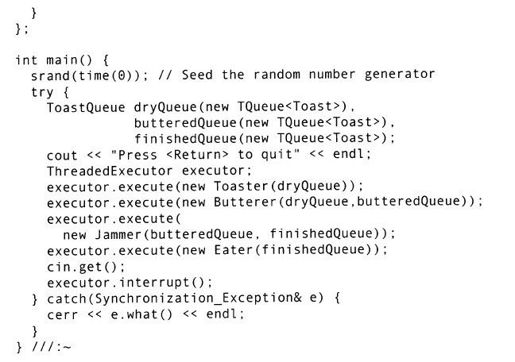 }
};

int main() {
  srand(time(0)); // Seed the random number generator
  try {
    ToastQueue dryQueue(new TQueue<Toast>),
               butteredQueue(new TQueue<Toast>),
               finishedQueue(new TQueue<Toast>);
    cout << "Press <Return> to quit" << endl;
    ThreadedExecutor executor;
    executor.execute(new Toaster(dryQueue));
    executor.execute(new Butterer(dryQueue,butteredQueue));
    executor.execute(
      new Jammer(butteredQueue, finishedQueue));
    executor.execute(new Eater(finishedQueue));
    cin.get();
    executor.interrupt();
  } catch(Synchronization_Exception& e) {
    cerr << e.what() << endl;
  }
} ///:~